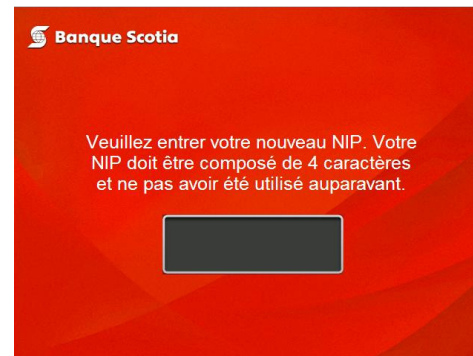 Banque Scotia
Veuillez entrer votre nouveau NIP. Votre
NIP doit être composé de 4 caractères
et ne pas avoir été utilisé auparavant.